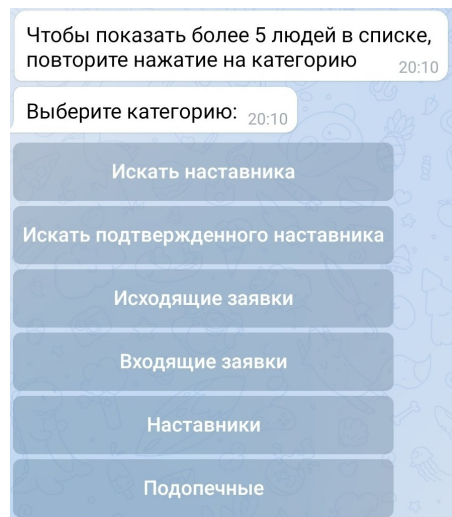 Чтобы показать более 5 людей в списке,
повторите нажатие на категорию 20:10
Выберите категорию: 20:10
Искать наставника
Искать подтвержденного наставника
Исходящие заявки
Входящие заявки
Наставники
Подопечные